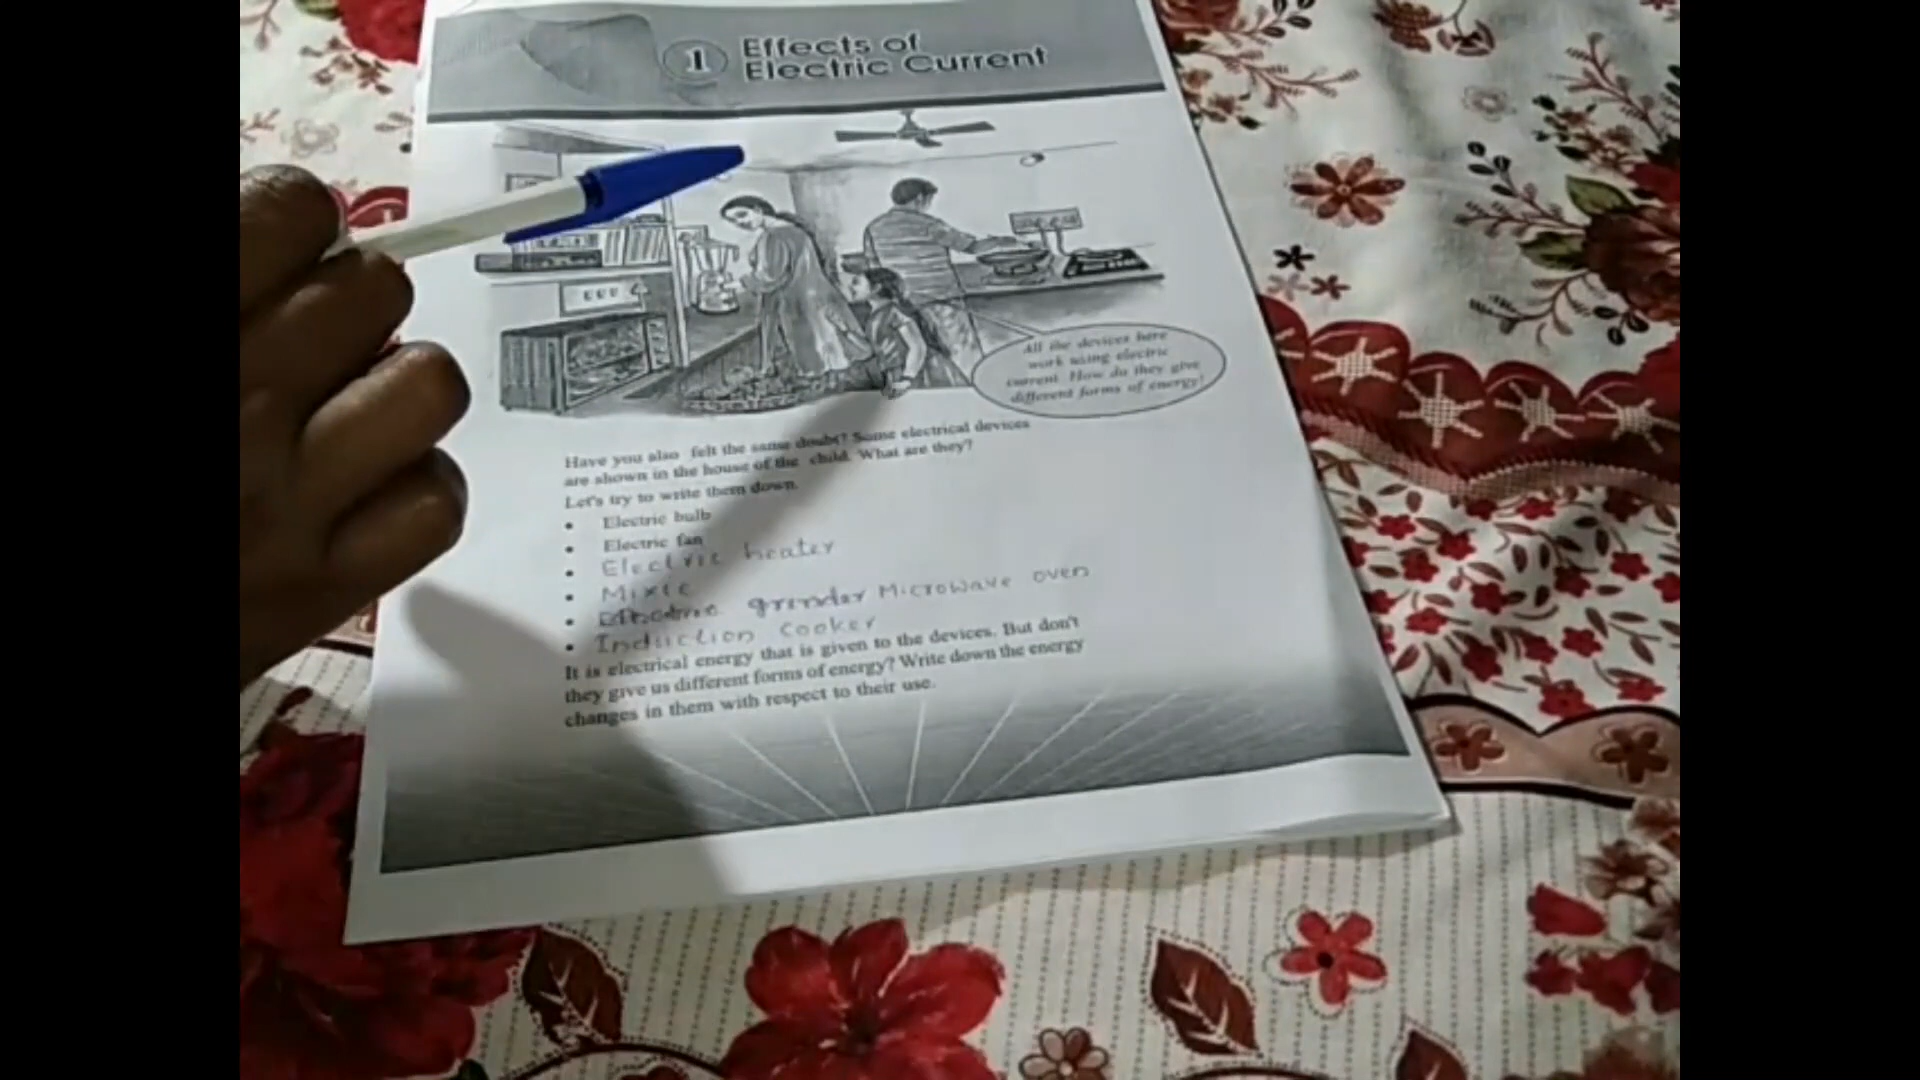 1
Effects of
Electric Current
All the devices here
work using electric
current. How do they give
different forms of energy?
Have you also felt the same doubt? Some electrical devices
are shown in the house of the child. What are they?
Let's try to write them down.
• Electric bulb
• Electric fan
• Electric heater
• Mixie
• grinder Microwave oven
• Induction cooker
It is electrical energy that is given to the devices. But don't
they give us different forms of energy? Write down the energy
changes in them with respect to their use.